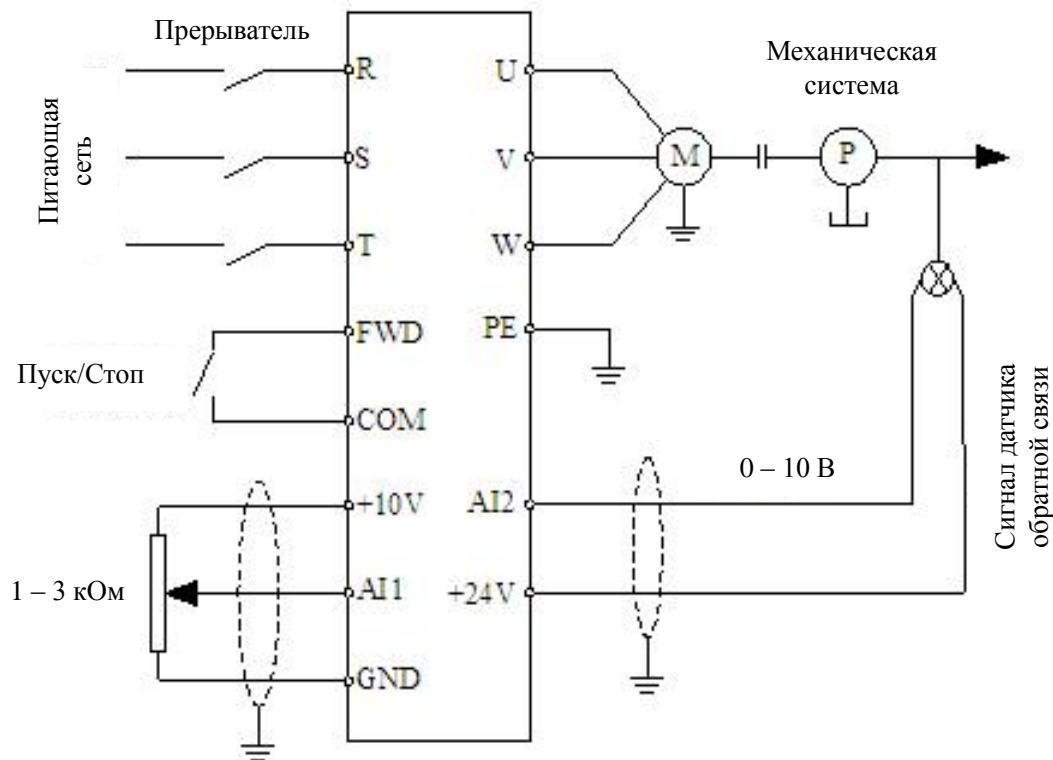 Прерыватель
Механическая
система
Питающая
сеть
R
S
T
U
V
W
M
P
FWD
PE
Пуск/Стоп
COM
+10V
AI2
0 – 10 В
1 – 3 кОм
AI1
+24V
GND
Сигнал датчика
обратной связи